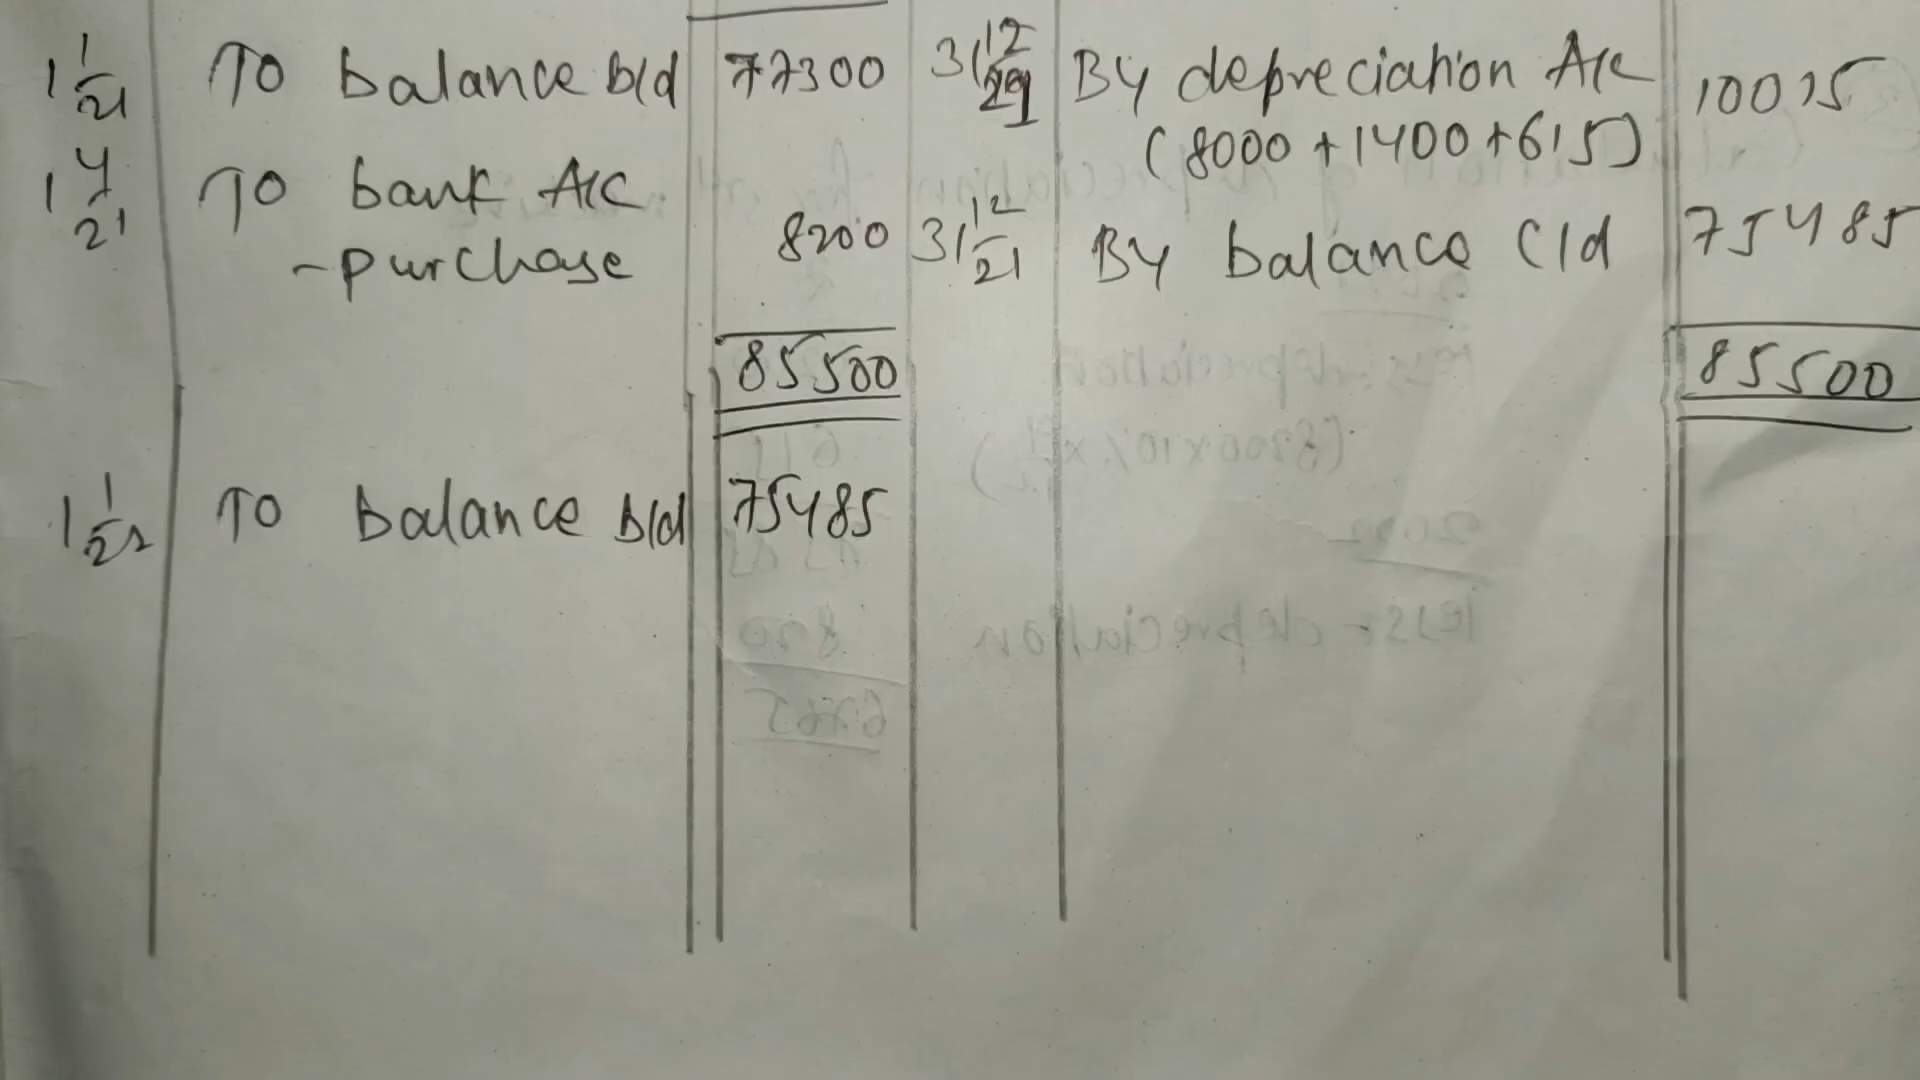 1 1/21 To balance b/d 77300 31 12/21 By depreciation A/c 10015
(8000+1400+615)
1 4/21 To bank A/c
-purchase 8200 31 12/21 By balance C/d 75485
85500 85500
1 1/22 To balance b/d 75485